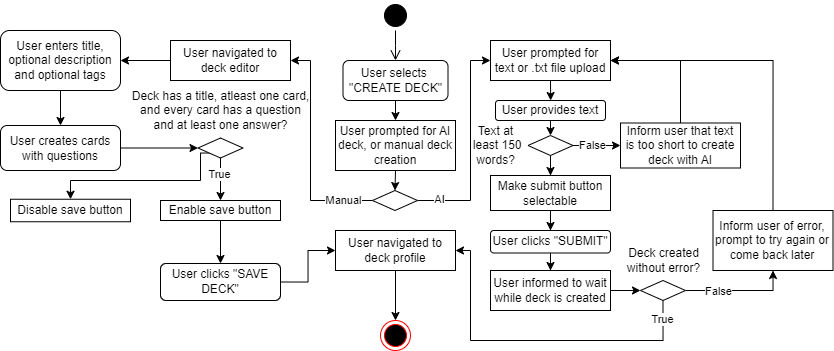 User selects
"CREATE DECK"
User prompted for AI
deck, or manual deck
creation
Manual
AI
User navigated to
deck editor
User enters title,
optional description
and optional tags
User creates cards
with questions
Deck has a title, atleast one card,
and every card has a question
and at least one answer?
True
Disable save button
Enable save button
User clicks "SAVE
DECK"
User navigated to
deck profile
User prompted for
text or .txt file upload
User provides text
Text at
least 150
words?
False
Inform user that text
is too short to create
deck with AI
Make submit button
selectable
User clicks "SUBMIT"
User informed to wait
while deck is created
Deck created
without error?
False
True
Inform user of error,
prompt to try again or
come back later